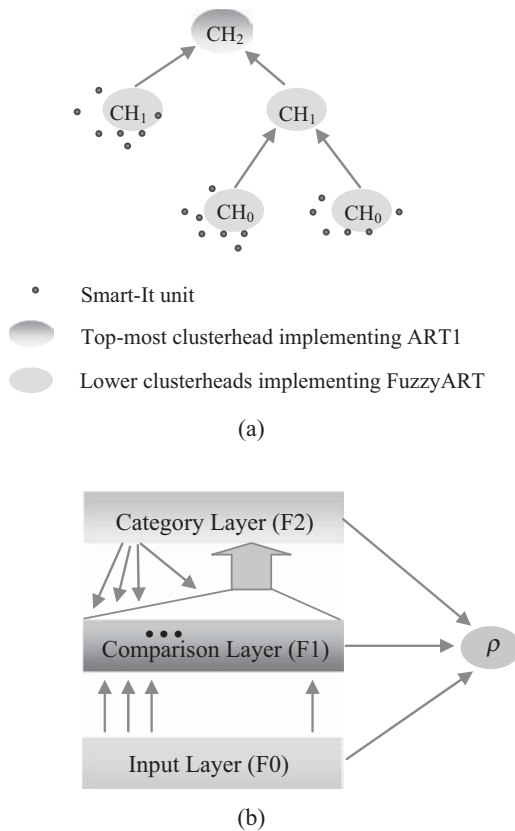 CH₂
CH₁
CH₁
CH₀
CH₀
Smart-It unit
Top-most clusterhead implementing ART1
Lower clusterheads implementing FuzzyART
(a)
Category Layer (F2)
Comparison Layer (F1)
ρ
Input Layer (F0)
(b)